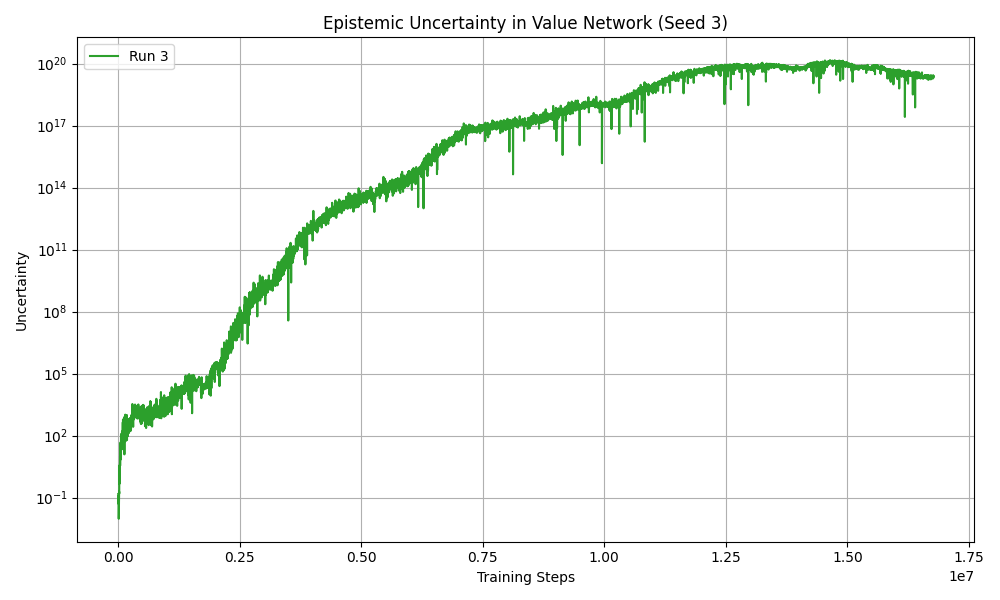 Epistemic Uncertainty in Value Network (Seed 3)
Run 3
10^20
10^17
10^14
10^11
10^8
10^5
10^2
10^-1
Uncertainty
0.00 0.25 0.50 0.75 1.00 1.25 1.50 1.75
1e7
Training Steps